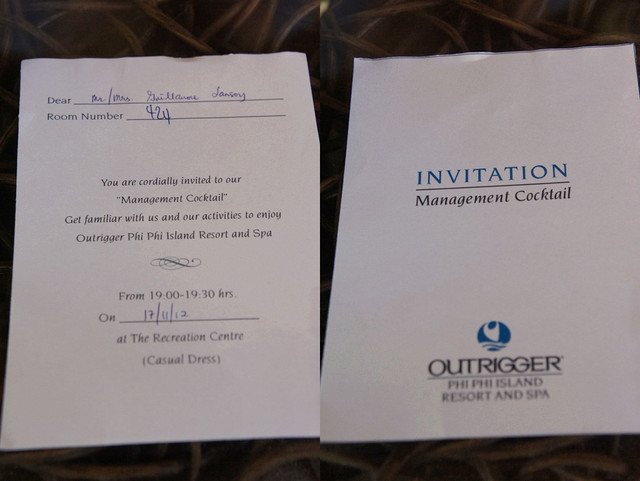 Dear Mr/Mrs. Guillaume
Room Number 424
You are cordially invited to our
"Management Cocktail"
Get familiar with us and our activities to enjoy
Outrigger Phi Phi Island Resort and Spa
From 19:00-19:30 hrs.
On 17/11/12
at The Recreation Centre
(Casual Dress)
INVITATION
Management Cocktail
OUTRIGGER®
PHI PHI ISLAND
RESORT AND SPA